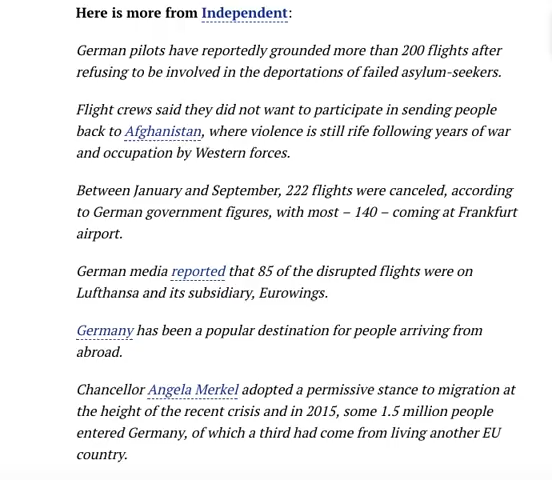 Here is more from Independent:
German pilots have reportedly grounded more than 200 flights after
refusing to be involved in the deportations of failed asylum-seekers.
Flight crews said they did not want to participate in sending people
back to Afghanistan, where violence is still rife following years of war
and occupation by Western forces.
Between January and September, 222 flights were canceled, according
to German government figures, with most – 140 – coming at Frankfurt
airport.
German media reported that 85 of the disrupted flights were on
Lufthansa and its subsidiary, Eurowings.
Germany has been a popular destination for people arriving from
abroad.
Chancellor Angela Merkel adopted a permissive stance to migration at
the height of the recent crisis and in 2015, some 1.5 million people
entered Germany, of which a third had come from living another EU
country.